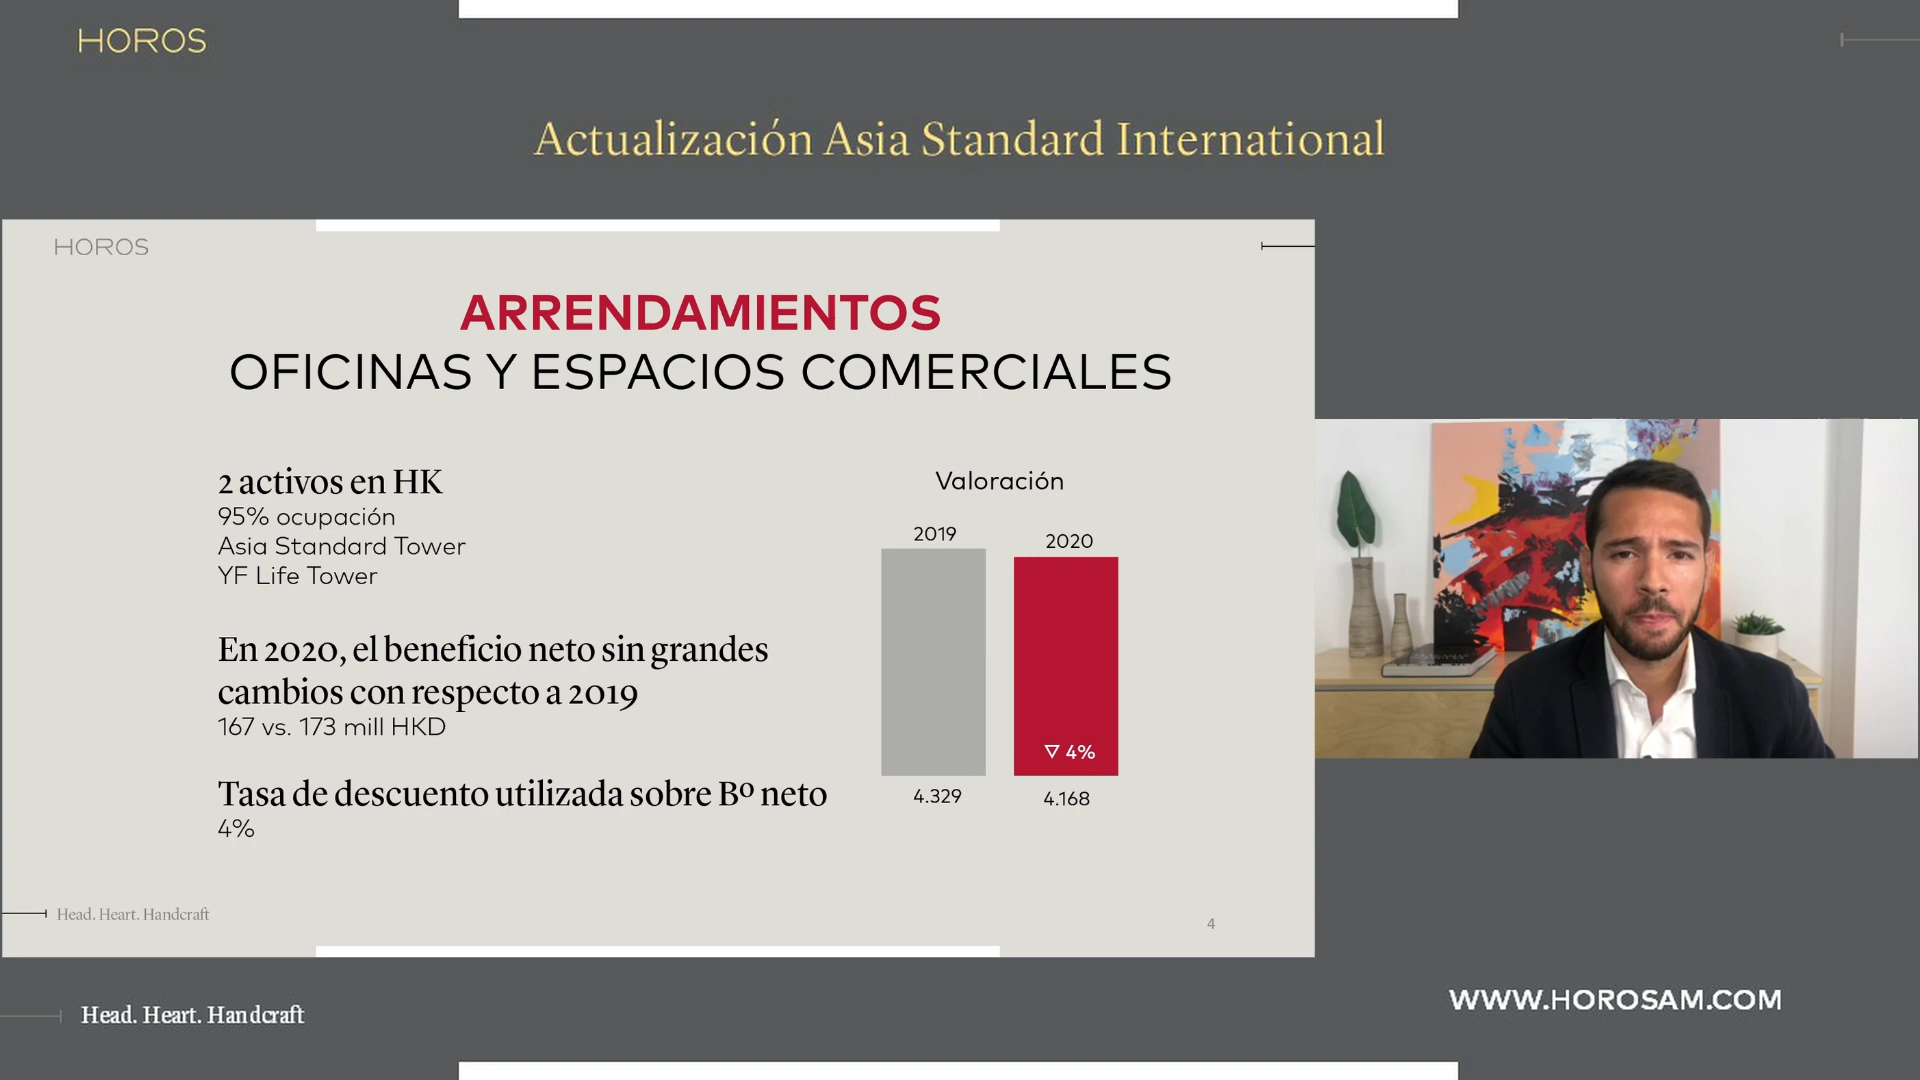 HOROS
Actualización Asia Standard International
HOROS
ARRENDAMIENTOS
OFICINAS Y ESPACIOS COMERCIALES
2 activos en HK
95% ocupación
Asia Standard Tower
YF Life Tower
En 2020, el beneficio neto sin grandes
cambios con respecto a 2019
167 vs. 173 mill HKD
Tasa de descuento utilizada sobre Bº neto
4%
Valoración
2019
2020
▽ 4%
4.329
4.168
Head. Heart. Handcraft
4
Head. Heart. Handcraft
WWW.HOROSAM.COM